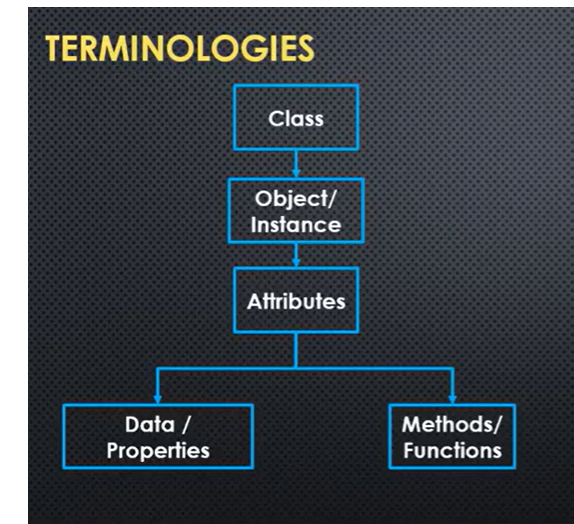 TERMINOLOGIES
Class
Object/
Instance
Attributes
Data /
Properties
Methods/
Functions